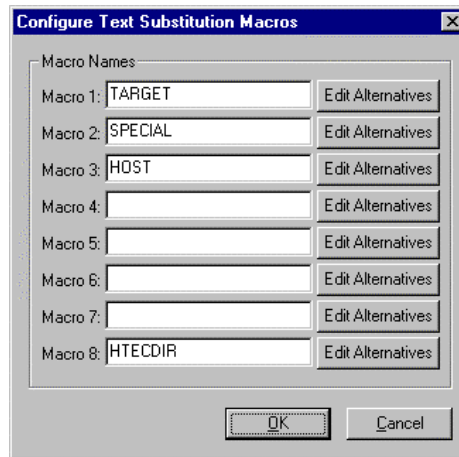 Configure Text Substitution Macros
Macro Names
Macro 1: TARGET Edit Alternatives
Macro 2: SPECIAL Edit Alternatives
Macro 3: HOST Edit Alternatives
Macro 4: Edit Alternatives
Macro 5: Edit Alternatives
Macro 6: Edit Alternatives
Macro 7: Edit Alternatives
Macro 8: HTECDIR Edit Alternatives
OK Cancel